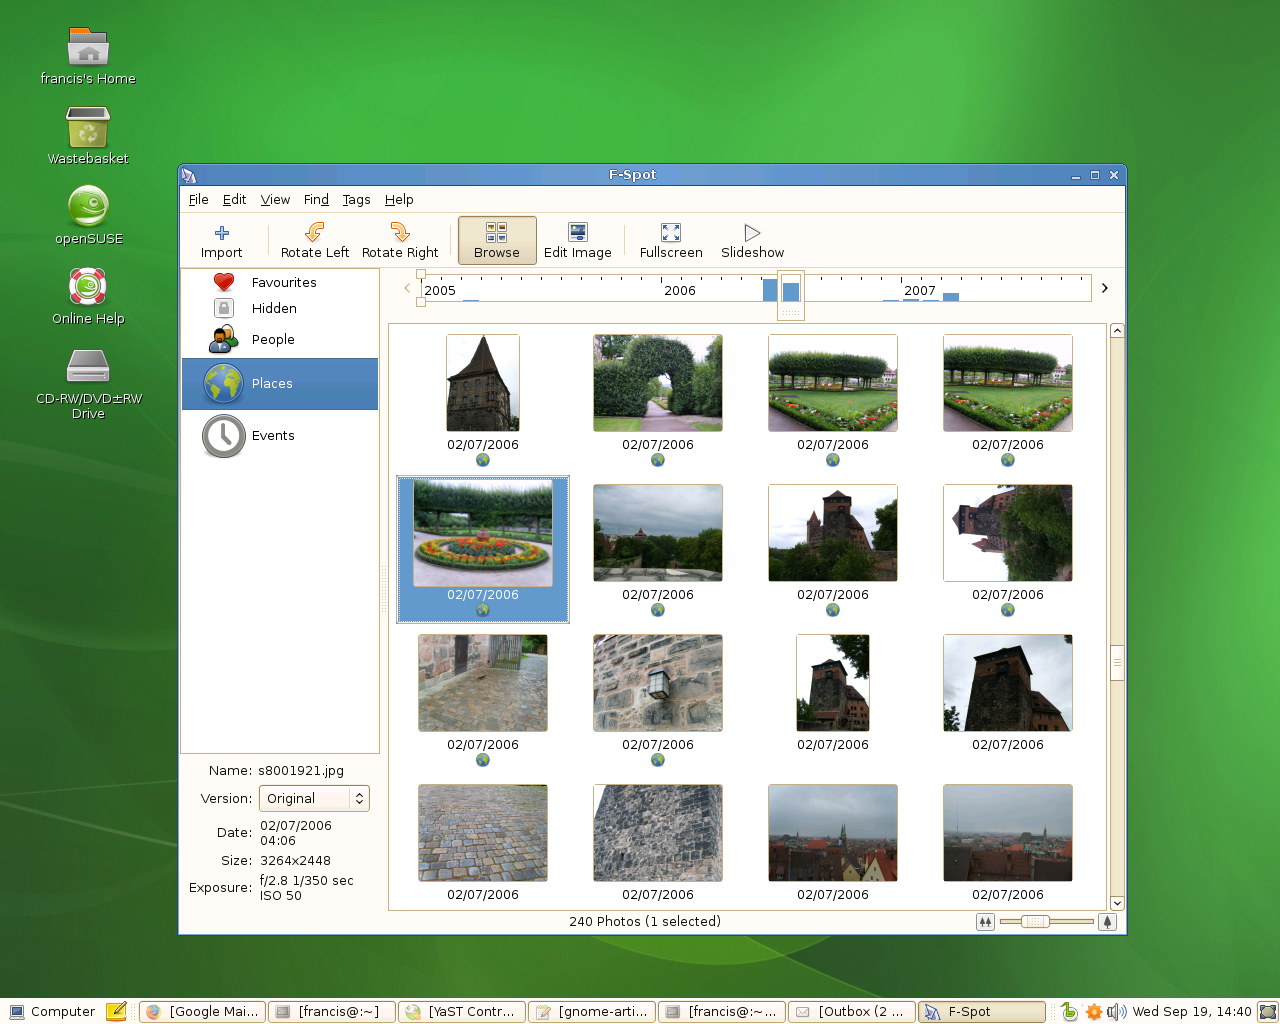 francis's Home
Wastebasket
openSUSE
Online Help
CD-RW/DVD±RW
Drive
F-Spot
File Edit View Find Tags Help
Import Rotate Left Rotate Right Browse Edit Image Fullscreen Slideshow
Favourites
Hidden
People
Places
Events
2005 2006 2007
02/07/2006 02/07/2006 02/07/2006 02/07/2006
02/07/2006 02/07/2006 02/07/2006 02/07/2006
02/07/2006 02/07/2006 02/07/2006 02/07/2006
02/07/2006 02/07/2006 02/07/2006 02/07/2006
Name: s8001921.jpg
Version: Original
Date: 02/07/2006
04:06
Size: 3264x2448
Exposure: f/2.8 1/350 sec
ISO 50
240 Photos (1 selected)
Computer [Google Mai... [francis@:~] [YaST Contr... [gnome-arti... [francis@:~... [Outbox (2 ... F-Spot Wed Sep 19, 14:40